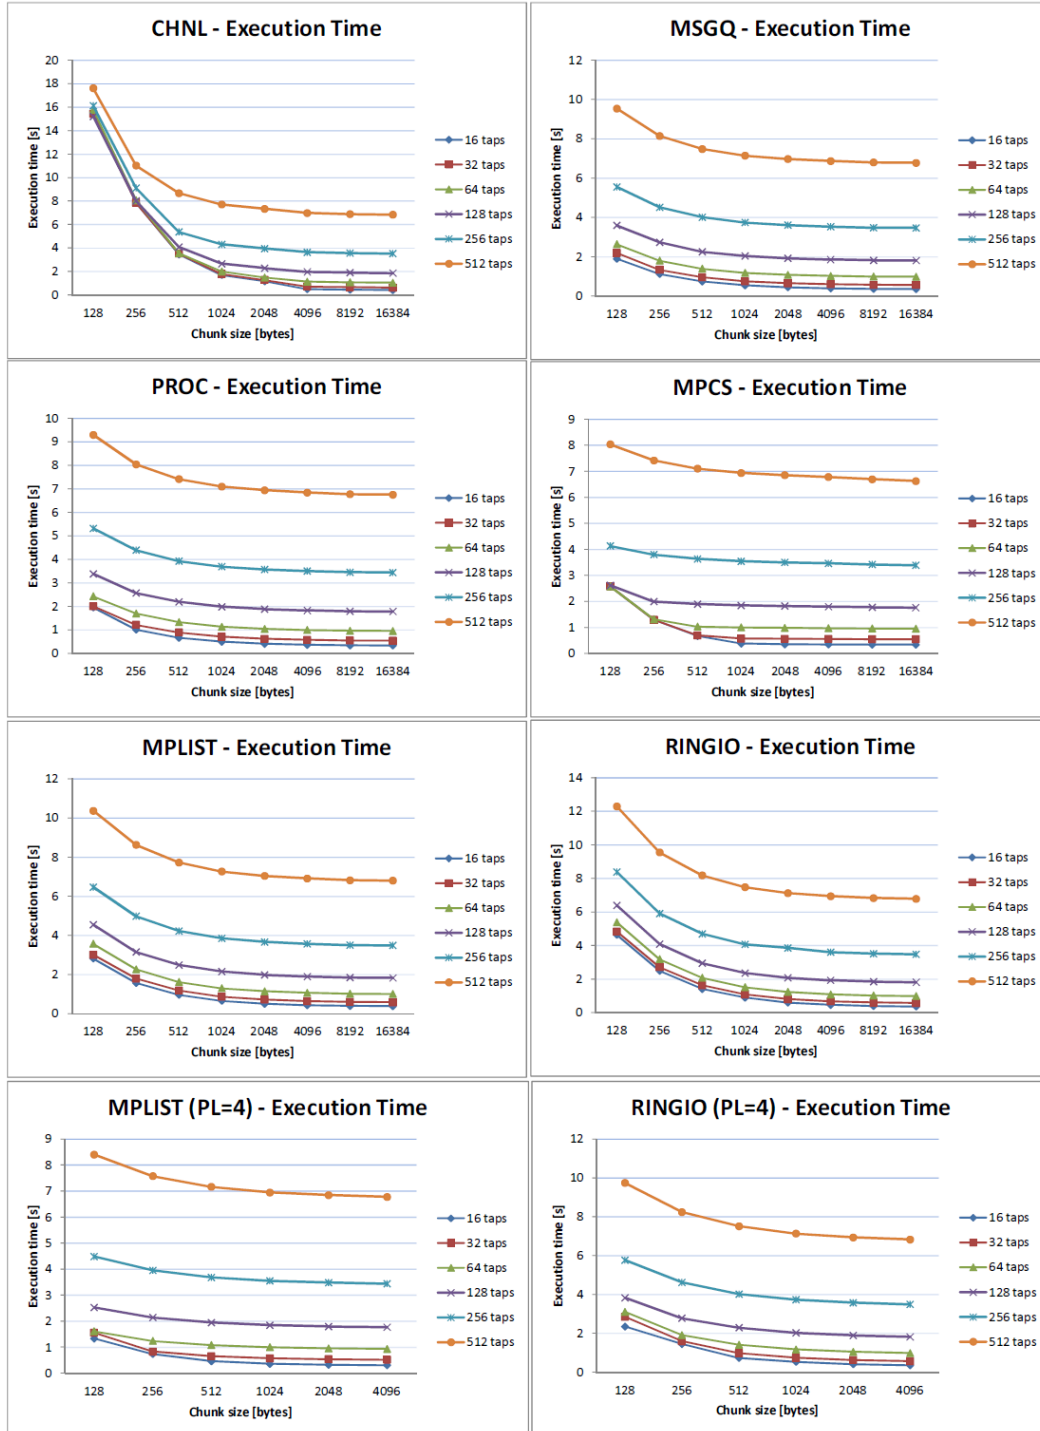 CHNL - Execution Time
Execution time [s]
20
18
16
14
12
10
8
6
4
2
0
128 256 512 1024 2048 4096 8192 16384
Chunk size [bytes]
16 taps
32 taps
64 taps
128 taps
256 taps
512 taps
MSGQ - Execution Time
Execution time [s]
12
10
8
6
4
2
0
128 256 512 1024 2048 4096 8192 16384
Chunk size [bytes]
16 taps
32 taps
64 taps
128 taps
256 taps
512 taps
PROC - Execution Time
Execution time [s]
10
9
8
7
6
5
4
3
2
1
0
128 256 512 1024 2048 4096 8192 16384
Chunk size [bytes]
16 taps
32 taps
64 taps
128 taps
256 taps
512 taps
MPCS - Execution Time
Execution time [s]
9
8
7
6
5
4
3
2
1
0
128 256 512 1024 2048 4096 8192 16384
Chunk size [bytes]
16 taps
32 taps
64 taps
128 taps
256 taps
512 taps
MPLIST - Execution Time
Execution time [s]
12
10
8
6
4
2
0
128 256 512 1024 2048 4096 8192 16384
Chunk size [bytes]
16 taps
32 taps
64 taps
128 taps
256 taps
512 taps
RINGIO - Execution Time
Execution time [s]
14
12
10
8
6
4
2
0
128 256 512 1024 2048 4096 8192 16384
Chunk size [bytes]
16 taps
32 taps
64 taps
128 taps
256 taps
512 taps
MPLIST (PL=4) - Execution Time
Execution time [s]
9
8
7
6
5
4
3
2
1
0
128 256 512 1024 2048 4096
Chunk size [bytes]
16 taps
32 taps
64 taps
128 taps
256 taps
512 taps
RINGIO (PL=4) - Execution Time
Execution time [s]
12
10
8
6
4
2
0
128 256 512 1024 2048 4096
Chunk size [bytes]
16 taps
32 taps
64 taps
128 taps
256 taps
512 taps